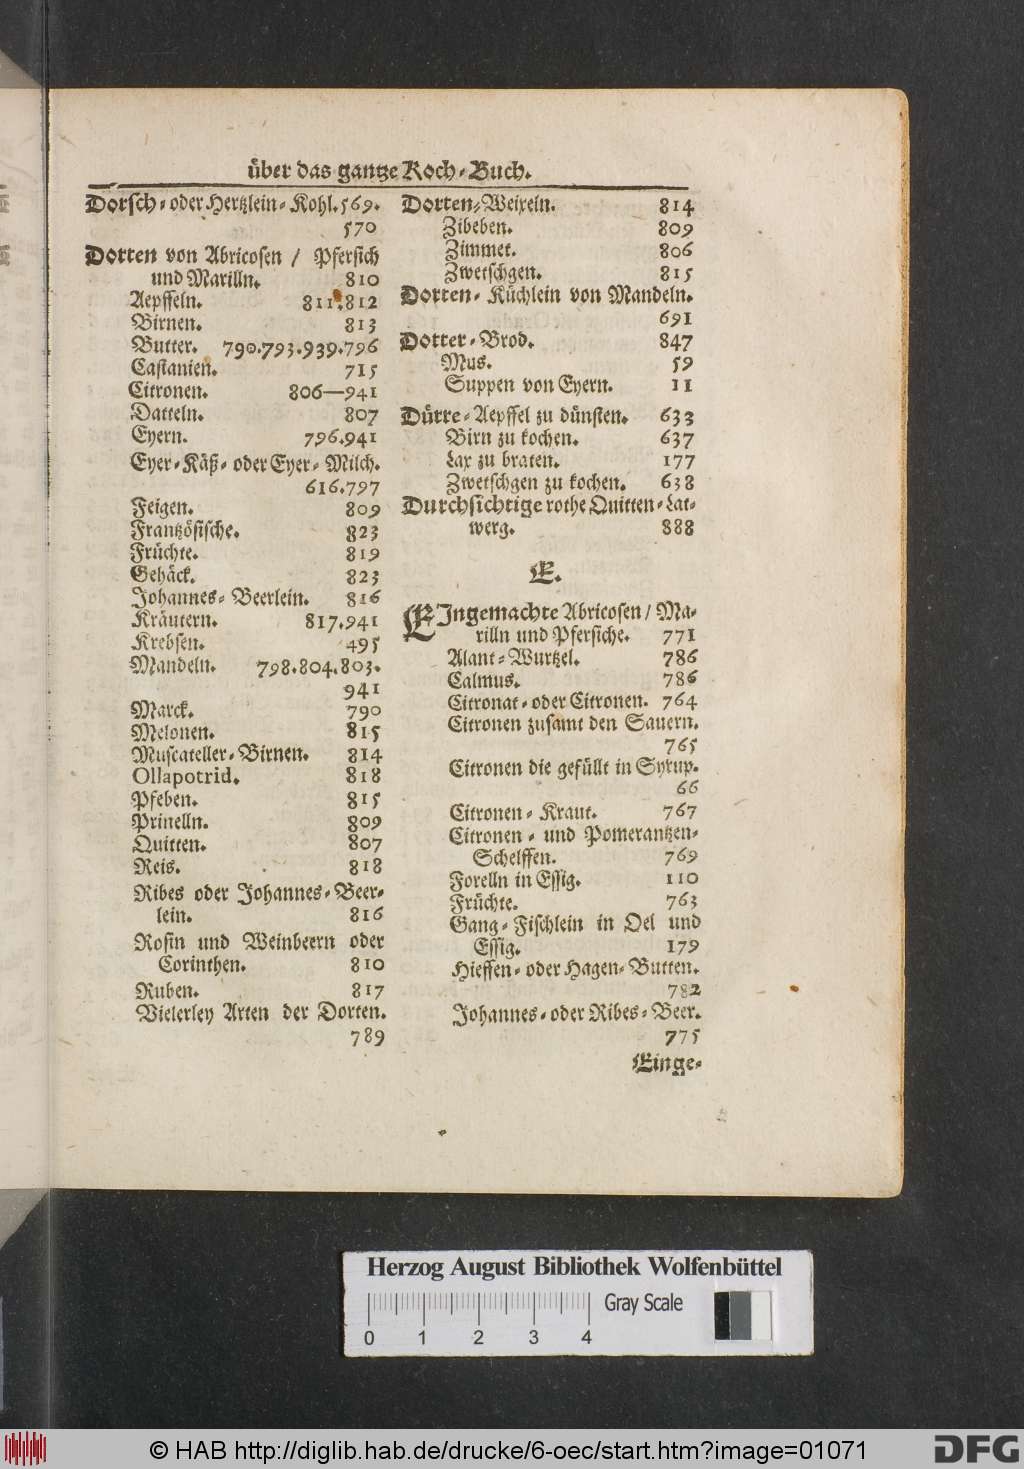 über das gantze Koch-Buch.
Dorsch- oder Hertzlein-Kohl. 569.
570
Dorten von Abricosen / Pfersich
und Marilln. 810
Aepffeln. 811.812
Birnen. 813
Butter. 790.793.939.796
Castanien. 715
Citronen. 806—941
Datteln. 807
Eyern. 796.941
Eyer-Käß- oder Eyer-Milch.
616.797
Feigen. 809
Frantzösische. 823
Früchte. 819
Gehäck. 823
Johannes-Beerlein. 816
Kräutern. 817.941
Krebsen. 495
Mandeln. 798.804.803.
941
Marck. 790
Melonen. 815
Muscateller-Birnen. 814
Ollapotrid. 818
Pfeben. 815
Prinelln. 809
Quitten. 807
Reis. 818
Ribes oder Johannes-Beer-
lein. 816
Rosin und Weinbeern oder
Corinthen. 810
Ruben. 817
Vielerley Arten der Dorten.
789
Dorten-Weixeln. 814
Zibeben. 809
Zimmet. 806
Zwetschgen. 815
Dorten-Küchlein von Mandeln.
691
Dotter-Brod. 847
Mus. 59
Suppen von Eyern. 11
Dürre-Aepffel zu dünsten. 633
Birn zu kochen. 637
Lax zu braten. 177
Zwetschgen zu kochen. 638
Durchsichtige rothe Quitten-Lat-
werg. 888
E.
EIngemachte Abricosen / Ma-
rilln und Pfersiche. 771
Alant-Wurtzel. 786
Calmus. 786
Citronat- oder Citronen. 764
Citronen zusamt den Sauern.
765
Citronen die gefüllt in Syrup.
66
Citronen-Kraut. 767
Citronen- und Pomerantzen-
Schelffen. 769
Forelln in Essig. 110
Früchte. 763
Gang-Fischlein in Oel und
Essig. 179
Hieffen- oder Hagen-Butten.
782
Johannes- oder Ribes-Beer.
775
Einge-
Herzog August Bibliothek Wolfenbüttel
Gray Scale
0 1 2 3 4
© HAB http://diglib.hab.de/drucke/6-oec/start.htm?image=01071
DFG